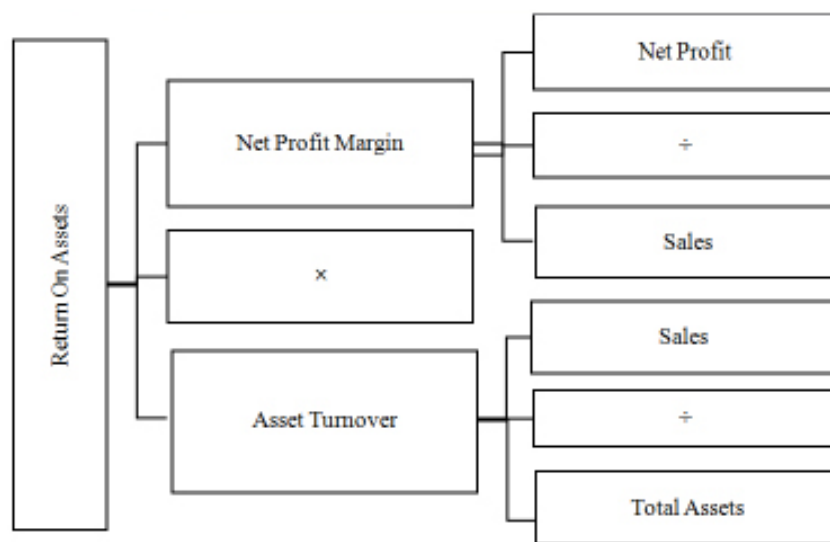 Return On Assets
Net Profit Margin
×
Asset Turnover
Net Profit
÷
Sales
Sales
÷
Total Assets